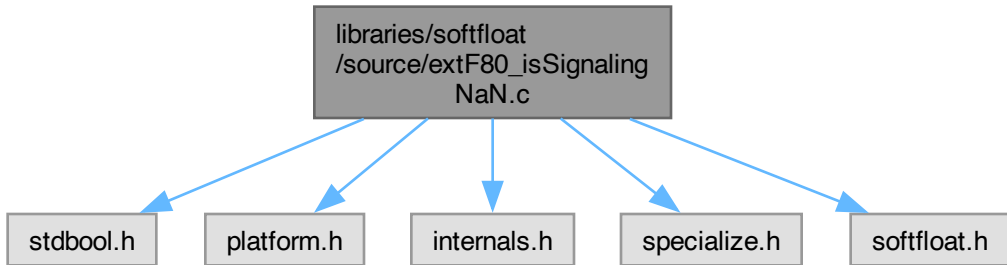 libraries/softfloat
/source/extF80_isSignaling
NaN.c
stdbool.h
platform.h
internals.h
specialize.h
softfloat.h